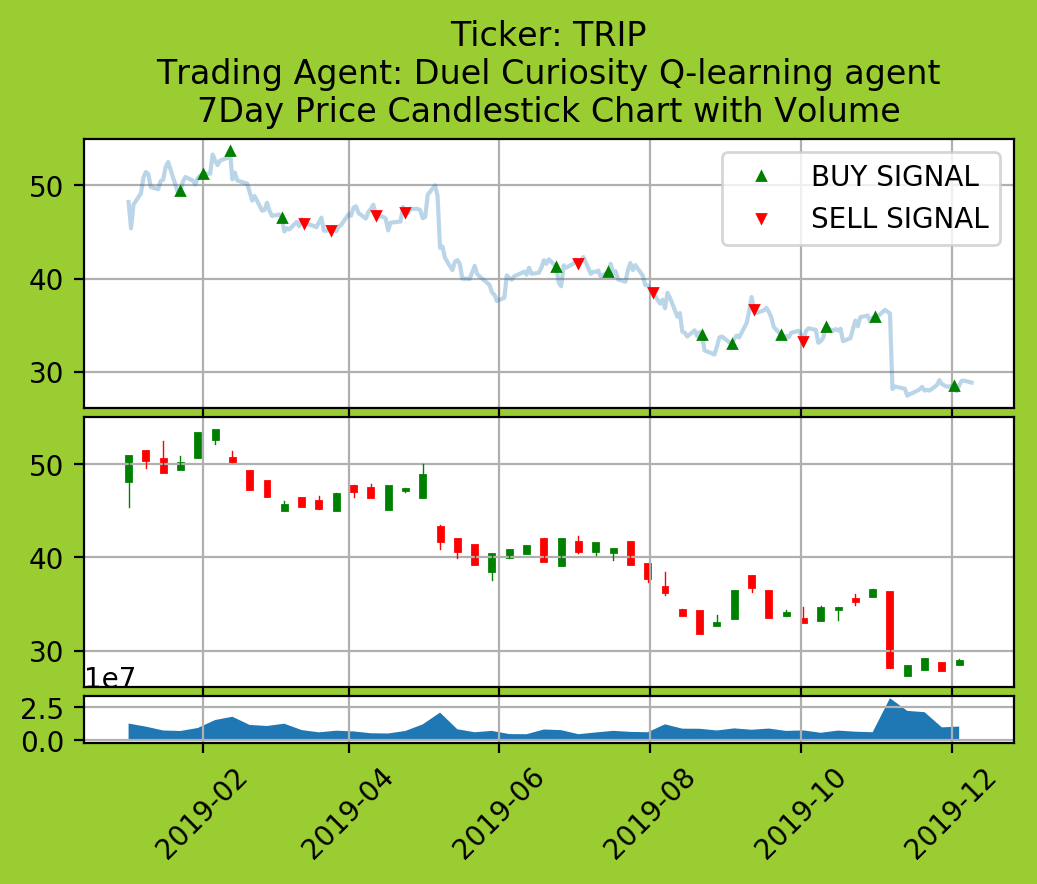 Ticker: TRIP
Trading Agent: Duel Curiosity Q-learning agent
7Day Price Candlestick Chart with Volume
BUY SIGNAL
SELL SIGNAL
50
40
30
50
40
30
1e7
2.5
0.0
2019-02
2019-04
2019-06
2019-08
2019-10
2019-12